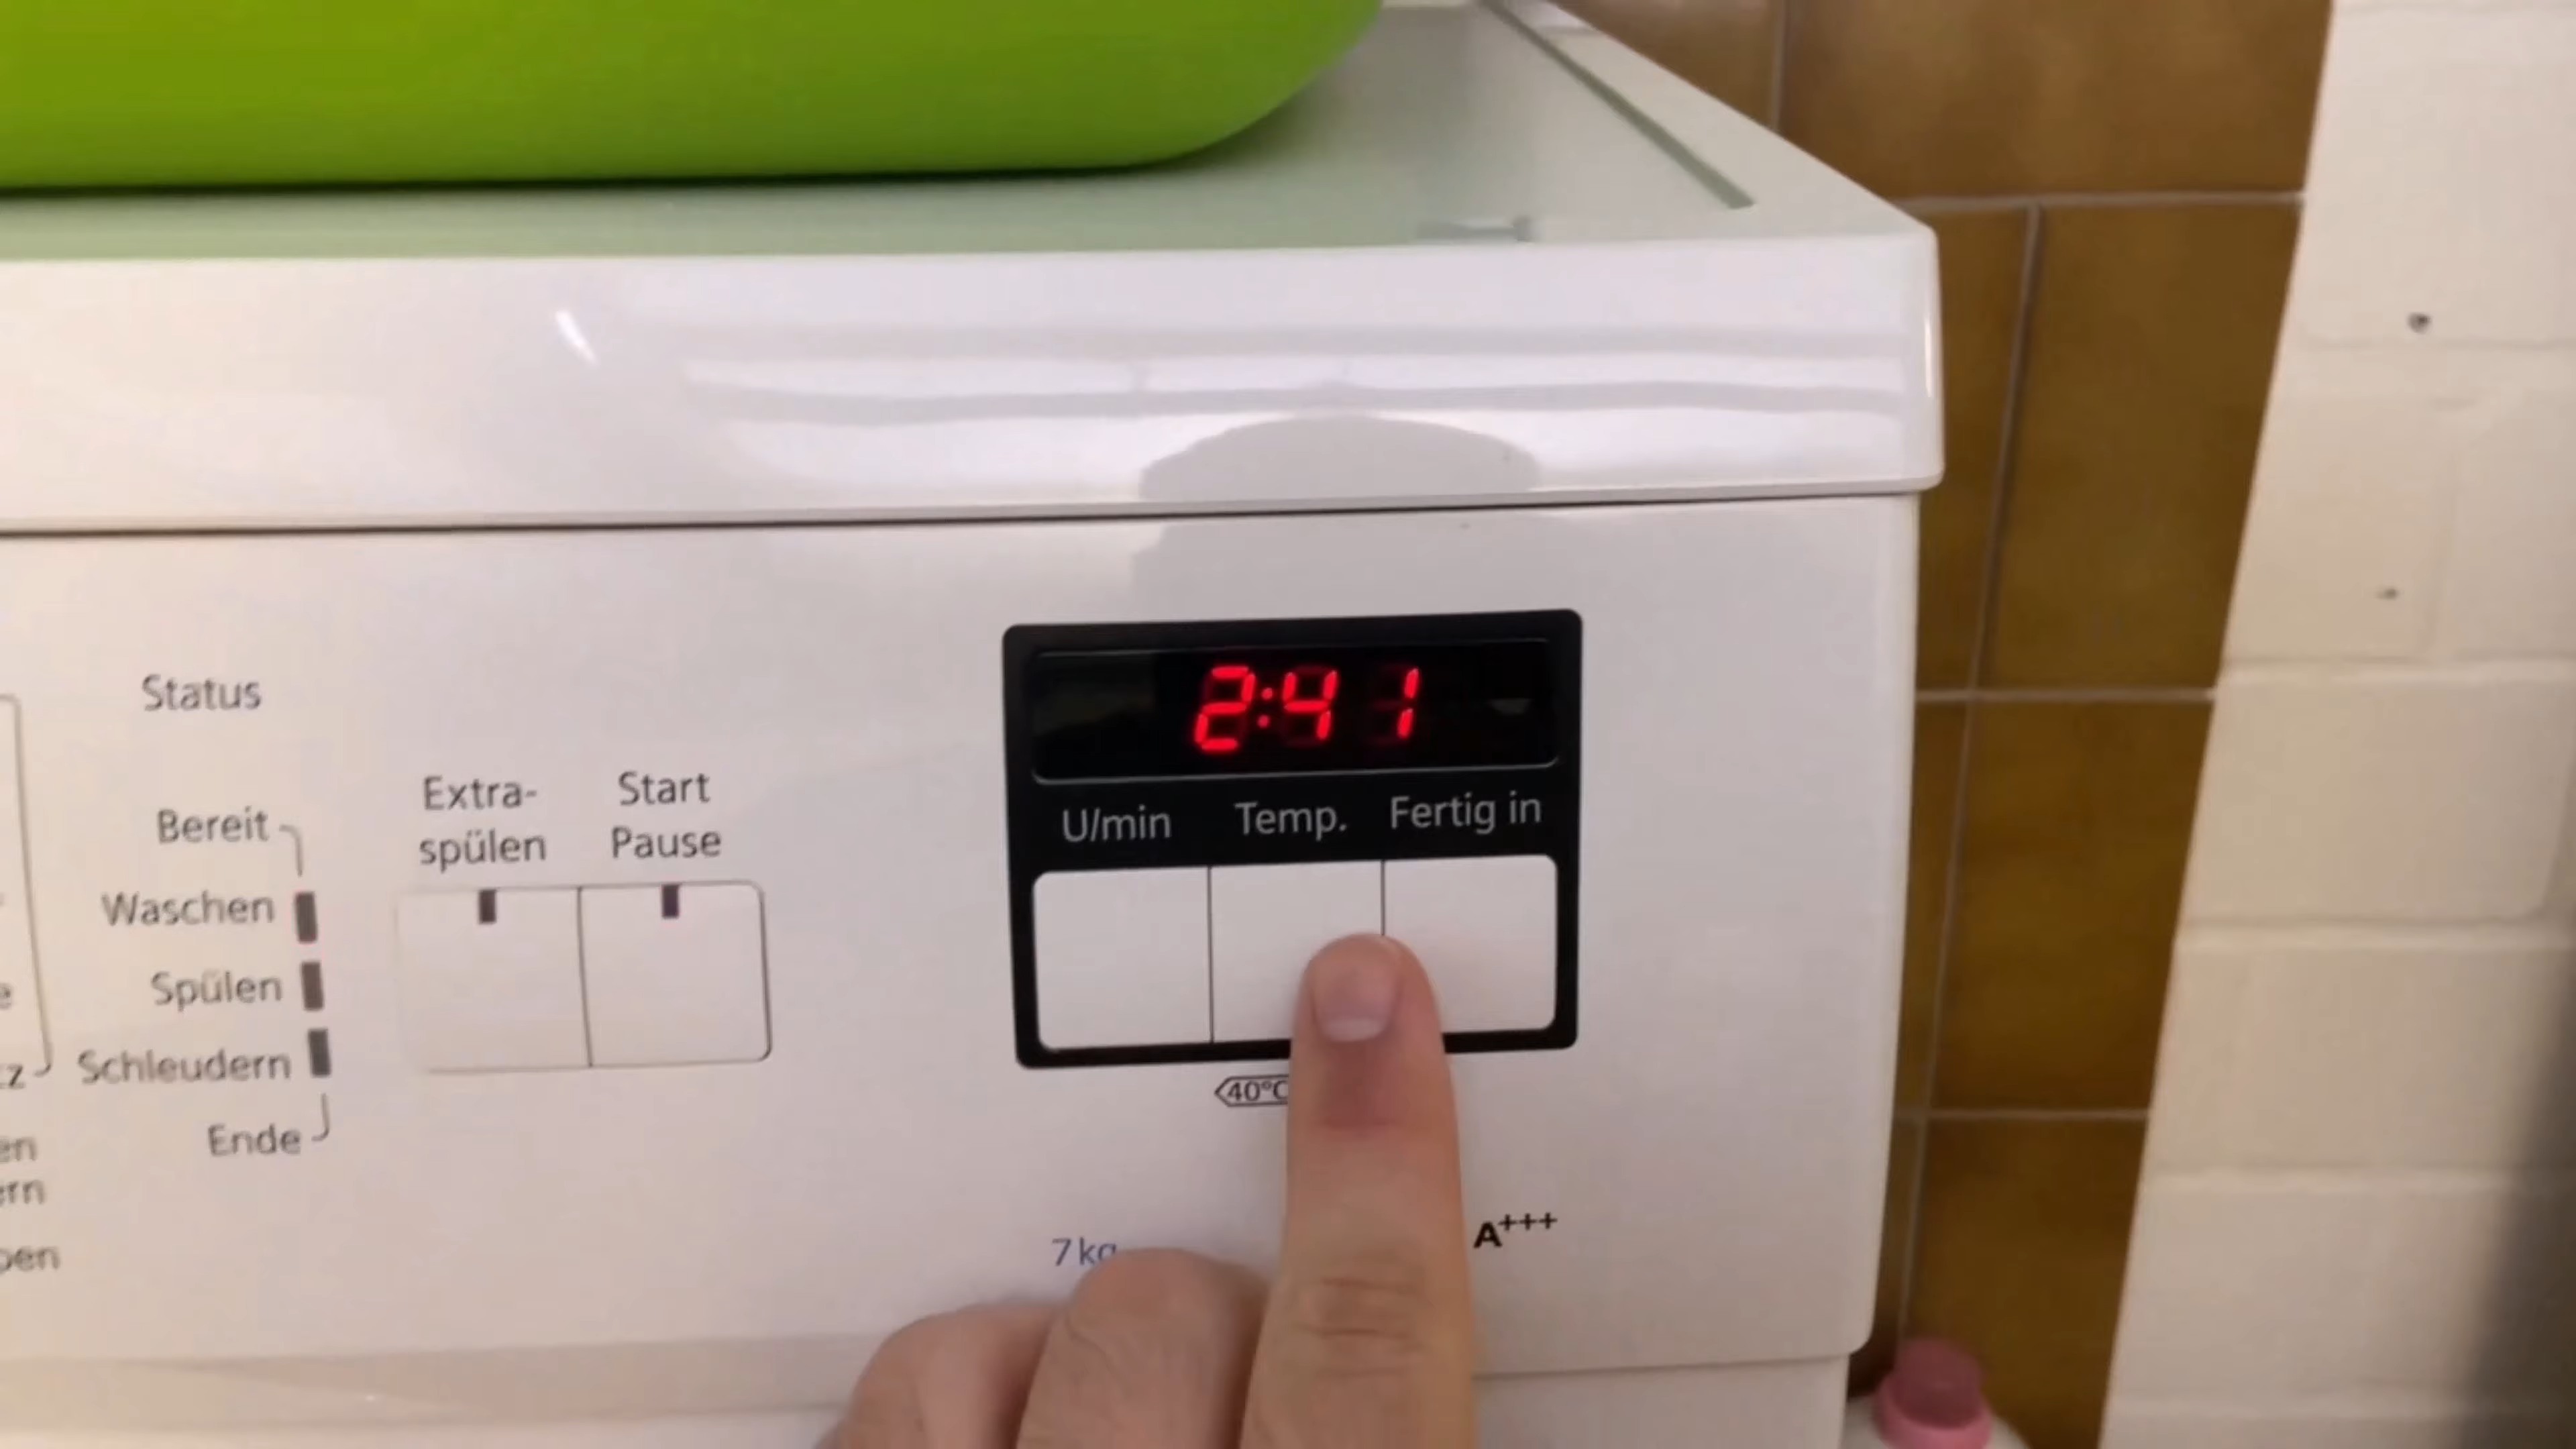 Status
Bereit
Waschen
Spülen
Schleudern
Ende
Extra-
spülen
Start
Pause
2:41
U/min Temp. Fertig in
40°C
7 kg
A+++